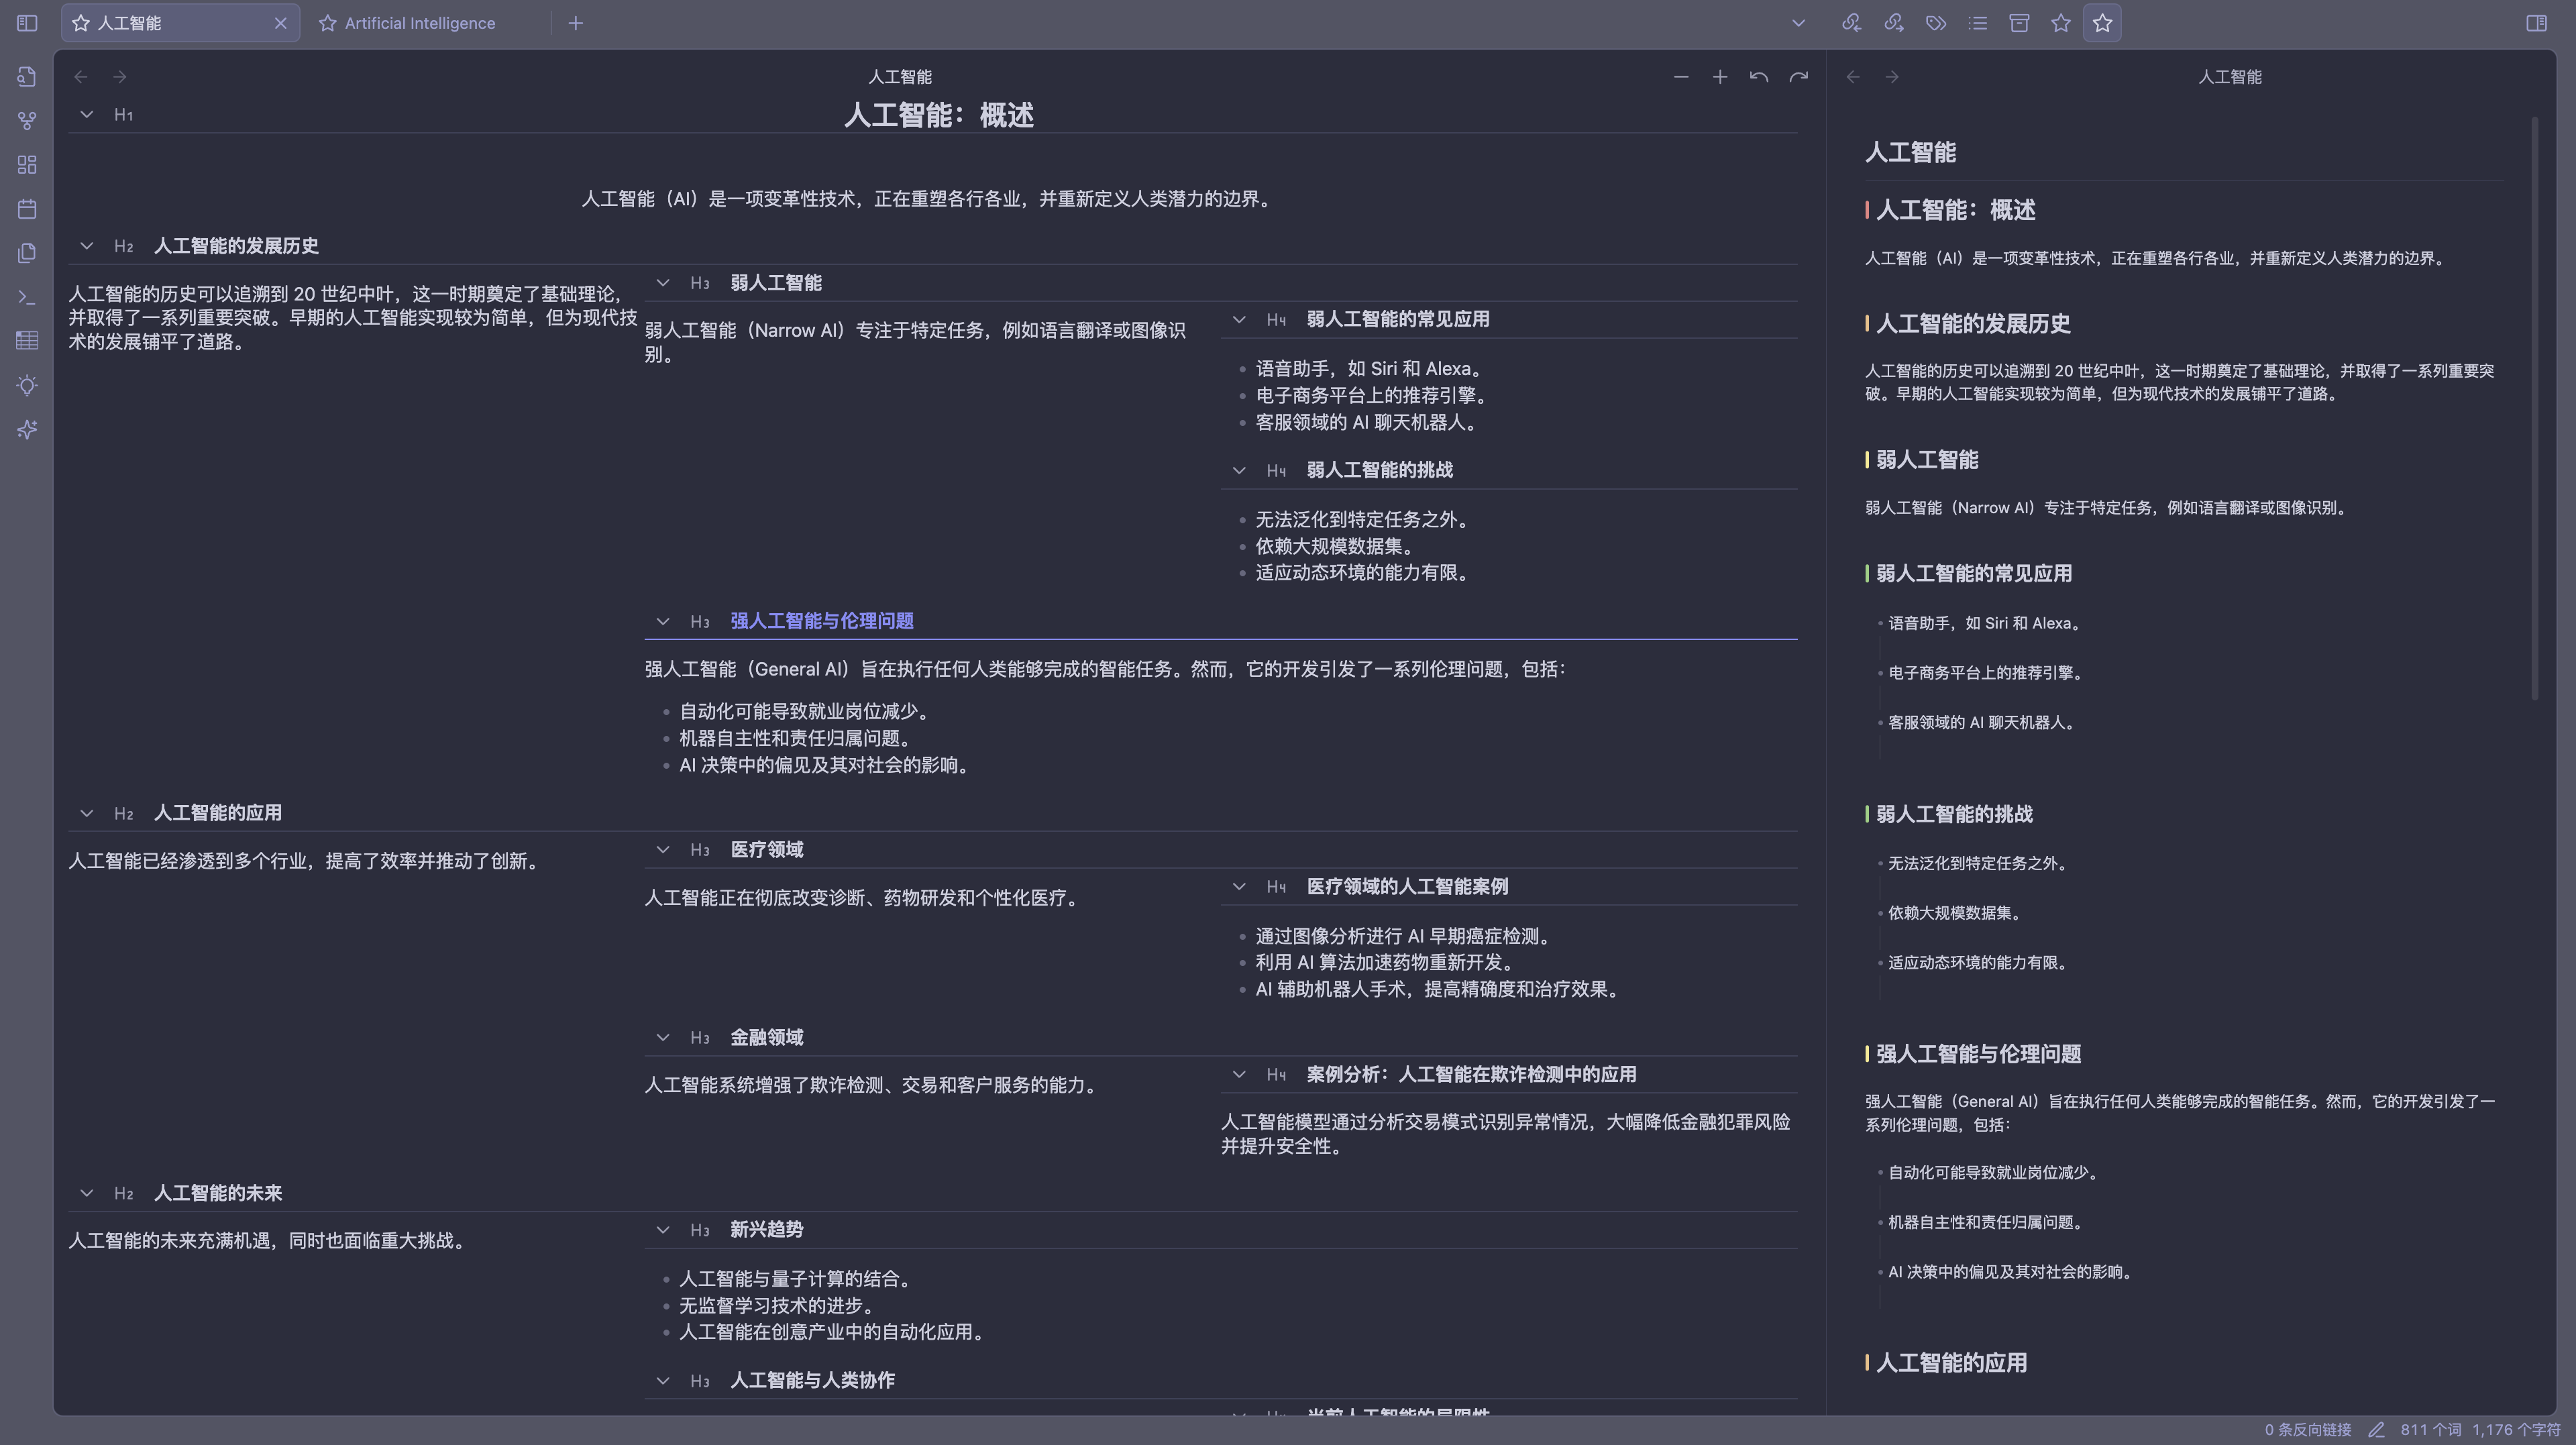 人工智能
Artificial Intelligence
人工智能
H1 人工智能：概述
人工智能（AI）是一项变革性技术，正在重塑各行各业，并重新定义人类潜力的边界。
H2 人工智能的发展历史
人工智能的历史可以追溯到 20 世纪中叶，这一时期奠定了基础理论，
并取得了一系列重要突破。早期的人工智能实现较为简单，但为现代技
术的发展铺平了道路。
H3 弱人工智能
弱人工智能（Narrow AI）专注于特定任务，例如语言翻译或图像识
别。
H4 弱人工智能的常见应用
语音助手，如 Siri 和 Alexa。
电子商务平台上的推荐引擎。
客服领域的 AI 聊天机器人。
H4 弱人工智能的挑战
无法泛化到特定任务之外。
依赖大规模数据集。
适应动态环境的能力有限。
H3 强人工智能与伦理问题
强人工智能（General AI）旨在执行任何人类能够完成的智能任务。然而，它的开发引发了一系列伦理问题，包括：
自动化可能导致就业岗位减少。
机器自主性和责任归属问题。
AI 决策中的偏见及其对社会的影响。
H2 人工智能的应用
人工智能已经渗透到多个行业，提高了效率并推动了创新。
H3 医疗领域
人工智能正在彻底改变诊断、药物研发和个性化医疗。
H4 医疗领域的人工智能案例
通过图像分析进行 AI 早期癌症检测。
利用 AI 算法加速药物重新开发。
AI 辅助机器人手术，提高精确度和治疗效果。
H3 金融领域
人工智能系统增强了欺诈检测、交易和客户服务的能力。
H4 案例分析：人工智能在欺诈检测中的应用
人工智能模型通过分析交易模式识别异常情况，大幅降低金融犯罪风险
并提升安全性。
H2 人工智能的未来
人工智能的未来充满机遇，同时也面临重大挑战。
H3 新兴趋势
人工智能与量子计算的结合。
无监督学习技术的进步。
人工智能在创意产业中的自动化应用。
H3 人工智能与人类协作
H4 当前人工智能的局限性
人工智能
人工智能
人工智能：概述
人工智能（AI）是一项变革性技术，正在重塑各行各业，并重新定义人类潜力的边界。
人工智能的发展历史
人工智能的历史可以追溯到 20 世纪中叶，这一时期奠定了基础理论，并取得了一系列重要突
破。早期的人工智能实现较为简单，但为现代技术的发展铺平了道路。
弱人工智能
弱人工智能（Narrow AI）专注于特定任务，例如语言翻译或图像识别。
弱人工智能的常见应用
语音助手，如 Siri 和 Alexa。
电子商务平台上的推荐引擎。
客服领域的 AI 聊天机器人。
弱人工智能的挑战
无法泛化到特定任务之外。
依赖大规模数据集。
适应动态环境的能力有限。
强人工智能与伦理问题
强人工智能（General AI）旨在执行任何人类能够完成的智能任务。然而，它的开发引发了一
系列伦理问题，包括：
自动化可能导致就业岗位减少。
机器自主性和责任归属问题。
AI 决策中的偏见及其对社会的影响。
人工智能的应用
0 条反向链接 811 个词 1,176 个字符